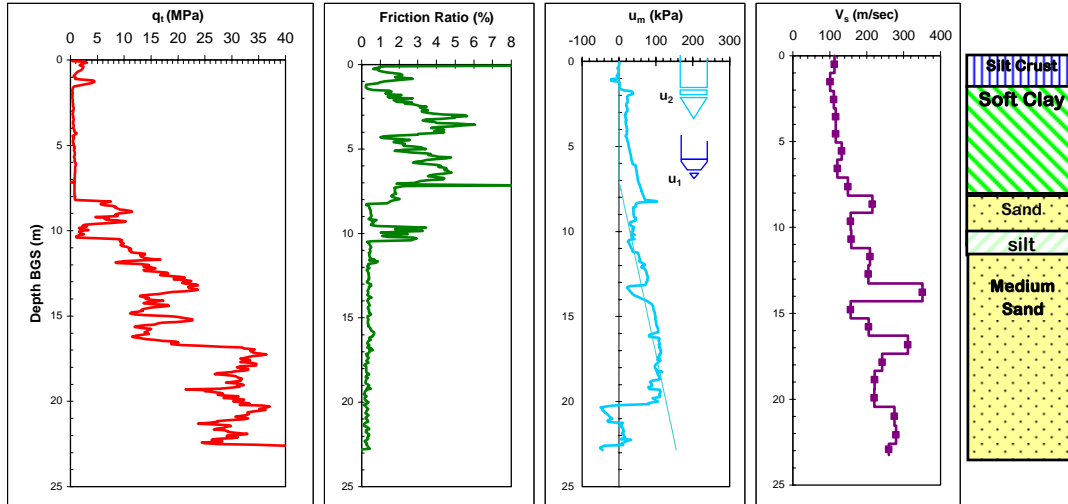 qt (MPa)
0 5 10 15 20 25 30 35 40
0
5
10
15
20
25
Depth BGS (m)
Friction Ratio (%)
0 1 2 3 4 5 6 7 8
0
5
10
15
20
25
um (kPa)
-100 0 100 200 300
0
5
10
15
20
25
u2
u1
Vs (m/sec)
0 100 200 300 400
0
5
10
15
20
25
Silt Crust
Soft Clay
Sand
silt
Medium
Sand